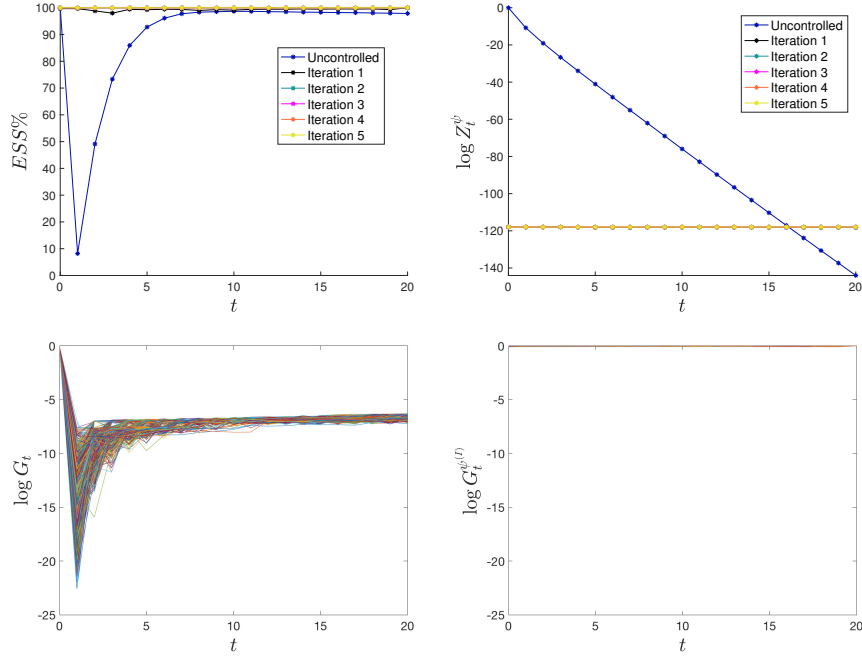 100
90
80
70
60
50
40
30
20
10
0
ESS%
Uncontrolled
Iteration 1
Iteration 2
Iteration 3
Iteration 4
Iteration 5
0 5 10 15 20
t
0
-20
-40
-60
-80
-100
-120
-140
log Z_t^ψ
Uncontrolled
Iteration 1
Iteration 2
Iteration 3
Iteration 4
Iteration 5
0 5 10 15 20
t
0
-5
-10
-15
-20
-25
log G_t
0 5 10 15 20
t
0
-5
-10
-15
-20
-25
log G_t^{ψ^{(I)}}
0 5 10 15 20
t